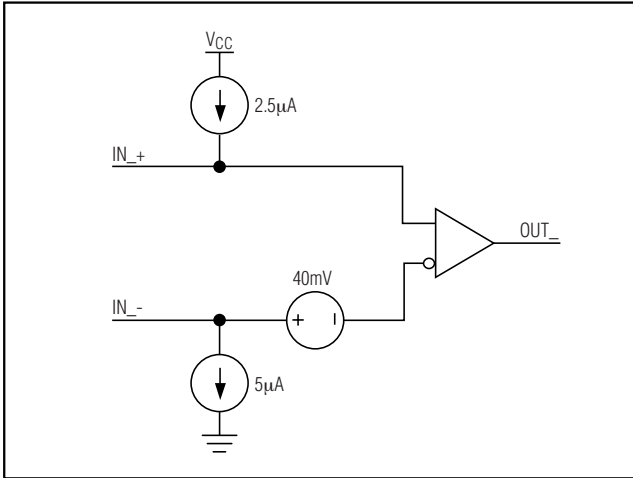 VCC
2.5µA
IN_+
OUT_
40mV
+ −
IN_-
5µA